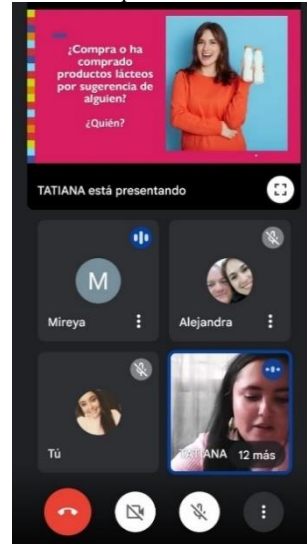 ¿Compra o ha
comprado
productos lácteos
por sugerencia de
alguien?
¿Quién?
TATIANA está presentando
M
Mireya
Alejandra
Tú
TATIANA 12 más